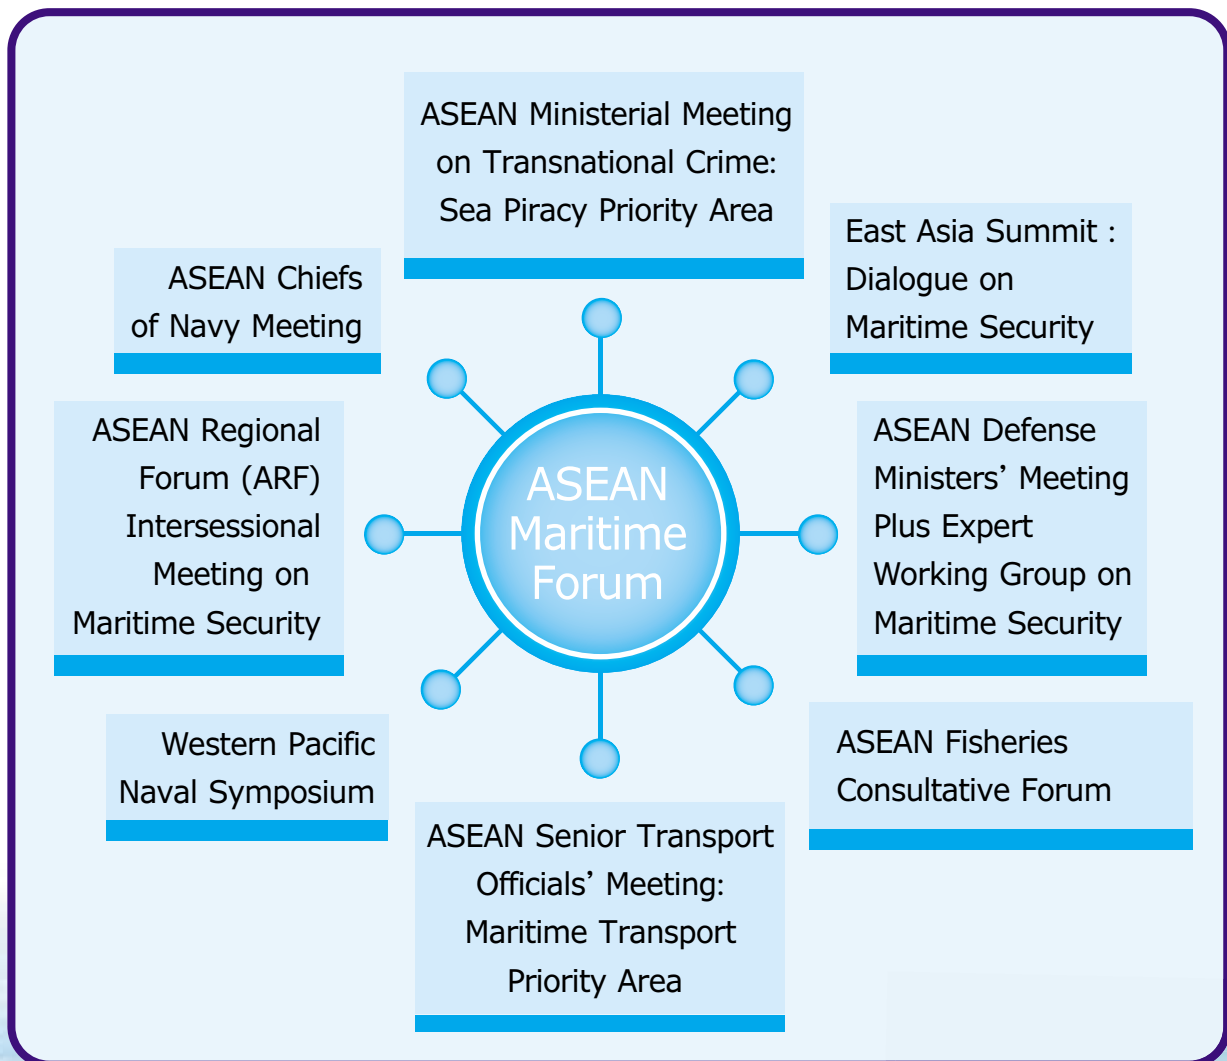 ASEAN Ministerial Meeting
on Transnational Crime:
Sea Piracy Priority Area
East Asia Summit :
Dialogue on
Maritime Security
ASEAN Chiefs
of Navy Meeting
ASEAN Regional
Forum (ARF)
Intersessional
Meeting on
Maritime Security
ASEAN
Maritime
Forum
ASEAN Defense
Ministers’ Meeting
Plus Expert
Working Group on
Maritime Security
Western Pacific
Naval Symposium
ASEAN Senior Transport
Officials’ Meeting:
Maritime Transport
Priority Area
ASEAN Fisheries
Consultative Forum